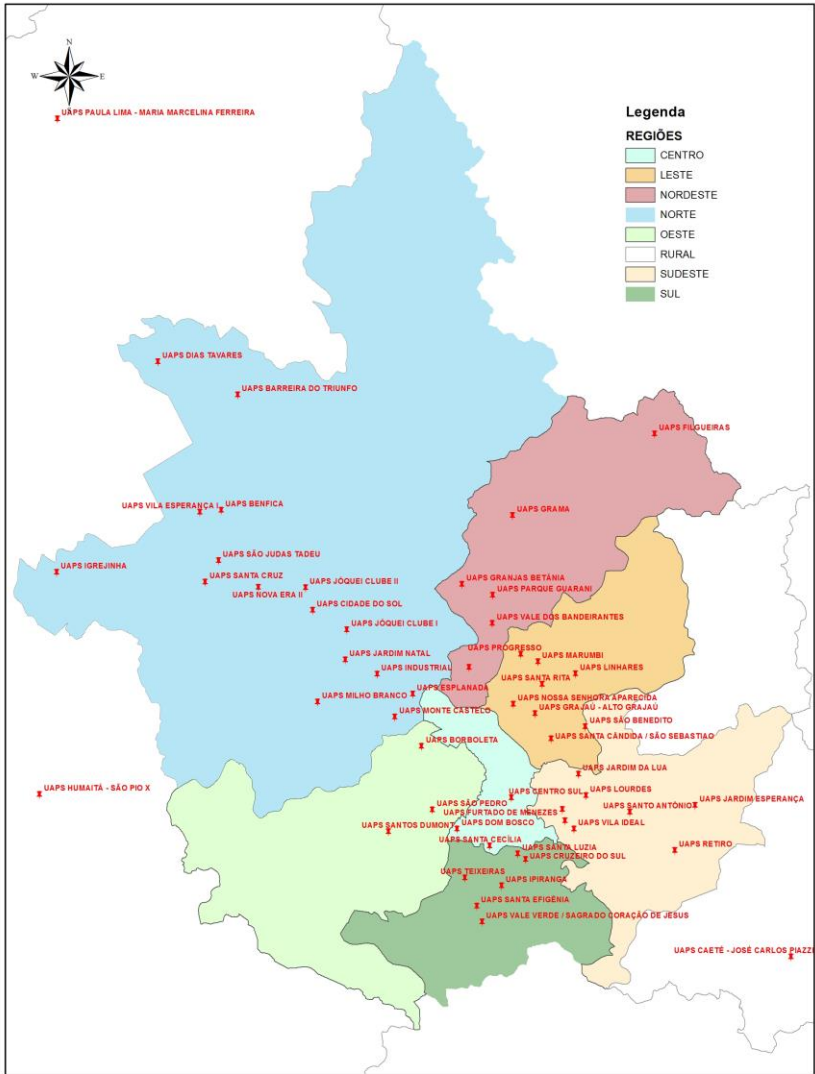 N
W
E
S
UAPS PAULA LIMA - MARIA MARCELINA FERREIRA
Legenda
REGIÕES
CENTRO
LESTE
NORDESTE
NORTE
OESTE
RURAL
SUDESTE
SUL
UAPS DIAS TAVARES
UAPS BARREIRA DO TRIUNFO
UAPS FILGUEIRAS
UAPS VILA ESPERANÇA I
UAPS BENFICA
UAPS GRAMA
UAPS SÃO JUDAS TADEU
UAPS IGREJINHA
UAPS SANTA CRUZ
UAPS NOVA ERA II
UAPS JÓQUEI CLUBE II
UAPS GRANJAS BETÂNIA
UAPS PARQUE GUARANI
UAPS CIDADE DO SOL
UAPS VALE DOS BANDEIRANTES
UAPS JÓQUEI CLUBE I
UAPS PROGRESSO
UAPS JARDIM NATAL
UAPS MARUMBI
UAPS INDUSTRIAL
UAPS LINHARES
UAPS SANTA RITA
UAPS MILHO BRANCO
UAPS ESPLANADA
UAPS NOSSA SENHORA APARECIDA
UAPS GRAJAÚ - ALTO GRAJAÚ
UAPS MONTE CASTELO
UAPS SÃO BENEDITO
UAPS SANTA CÂNDIDA / SÃO SEBASTIAO
UAPS BORBOLETA
UAPS JARDIM DA LUA
UAPS HUMAITÁ - SÃO PIO X
UAPS CENTRO SUL
UAPS LOURDES
UAPS SÃO PEDRO
UAPS FURTADO DE MENEZES
UAPS SANTO ANTÔNIO
UAPS JARDIM ESPERANÇA
UAPS SANTOS DUMONT
UAPS DOM BOSCO
UAPS VILA IDEAL
UAPS SANTA CECÍLIA
UAPS SANTA LUZIA
UAPS RETIRO
UAPS CRUZEIRO DO SUL
UAPS TEIXEIRAS
UAPS IPIRANGA
UAPS SANTA EFIGÊNIA
UAPS VALE VERDE / SAGRADO CORAÇÃO DE JESUS
UAPS CAETÉ - JOSÉ CARLOS PIAZZI